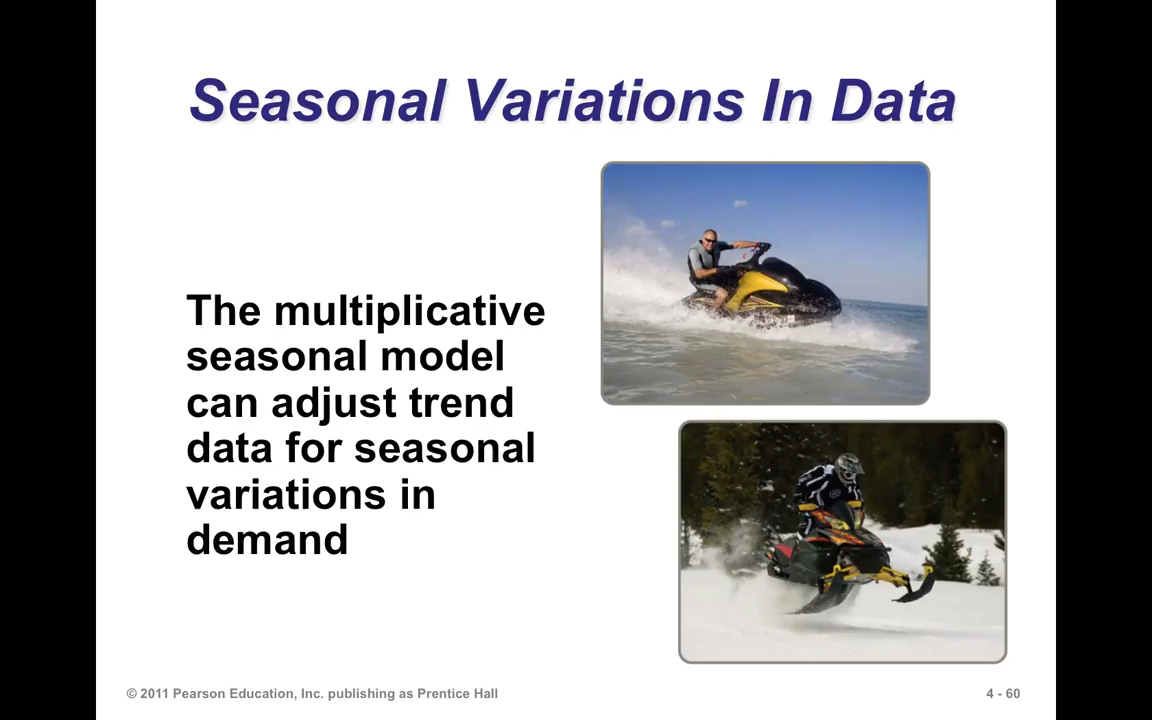 Seasonal Variations In Data
The multiplicative
seasonal model
can adjust trend
data for seasonal
variations in
demand
© 2011 Pearson Education, Inc. publishing as Prentice Hall
4 - 60